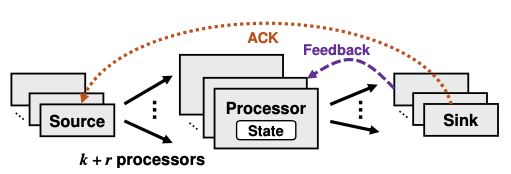 ACK
Feedback
Source
Processor
State
Sink
k + r processors